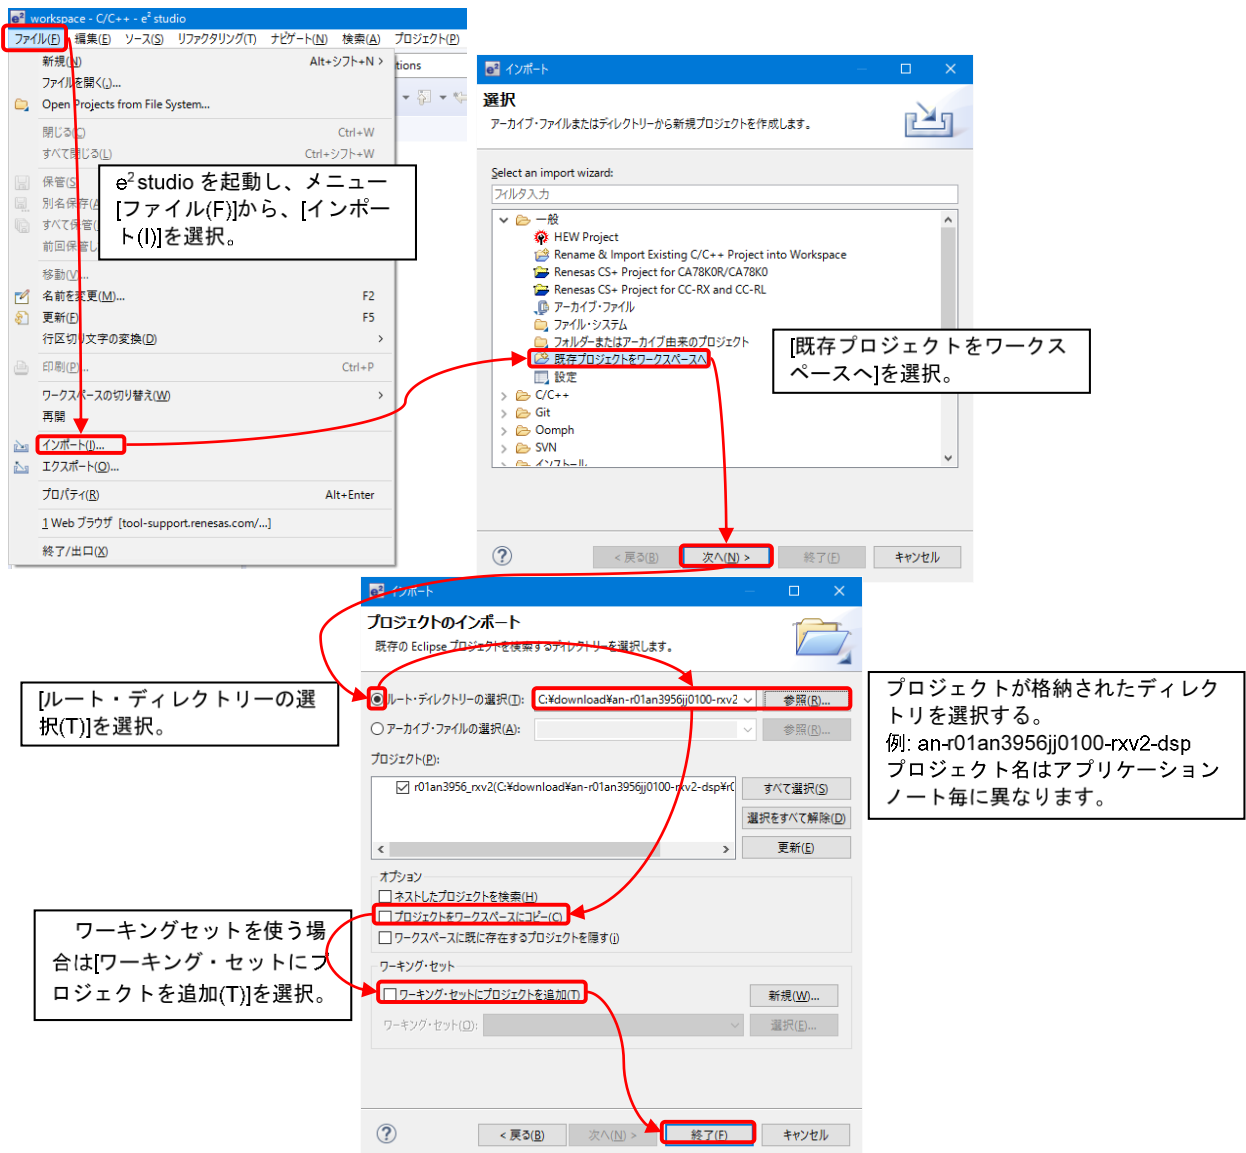 workspace - C/C++ - e² studio
ファイル(F) 編集(E) ソース(S) リファクタリング(T) ナビゲート(N) 検索(A) プロジェクト(P)
新規(N) Alt+シフト+N >
ファイルを開く(.)...
Open Projects from File System...
閉じる(C) Ctrl+W
すべて閉じる(L) Ctrl+シフト+W
保管(S)
別名保存(A
すべて保管(
前回保管し
移動(V)...
名前を変更(M)... F2
更新(F) F5
行区切り文字の変換(D) >
印刷(P)... Ctrl+P
ワークスペースの切り替え(W) >
再開
インポート(I)...
エクスポート(O)...
プロパティ(R) Alt+Enter
1 Web ブラウザ [tool-support.renesas.com/...]
終了/出口(X)
tions
e² studio を起動し、メニュー
[ファイル(F)]から、[インポー
ト(I)]を選択。
インポート
選択
アーカイブ・ファイルまたはディレクトリーから新規プロジェクトを作成します。
Select an import wizard:
フィルタ入力
一般
HEW Project
Rename & Import Existing C/C++ Project into Workspace
Renesas CS+ Project for CA78K0R/CA78K0
Renesas CS+ Project for CC-RX and CC-RL
アーカイブ・ファイル
ファイル・システム
フォルダーまたはアーカイブ由来のプロジェクト
既存プロジェクトをワークスペースへ
設定
C/C++
Git
Oomph
SVN
インストール
< 戻る(B) 次へ(N) > 終了(F) キャンセル
[既存プロジェクトをワークス
ペースへ]を選択。
インポート
プロジェクトのインポート
既存の Eclipse プロジェクトを検索するディレクトリーを選択します。
ルート・ディレクトリーの選択(T): C:¥download¥an-r01an3956jj0100-rxv2 参照(R)...
アーカイブ・ファイルの選択(A): 参照(R)...
プロジェクト(P):
r01an3956_rxv2(C:¥download¥an-r01an3956jj0100-rxv2-dsp¥r(
すべて選択(S)
選択をすべて解除(D)
更新(E)
オプション
ネストしたプロジェクトを検索(H)
プロジェクトをワークスペースにコピー(C)
ワークスペースに既に存在するプロジェクトを隠す(i)
ワーキング・セット
ワーキング・セットにプロジェクトを追加(T) 新規(W)...
ワーキング・セット(O): 選択(E)...
< 戻る(B) 次へ(N) > 終了(F) キャンセル
[ルート・ディレクトリーの選
択(T)]を選択。
プロジェクトが格納されたディレク
トリを選択する。
例: an-r01an3956jj0100-rxv2-dsp
プロジェクト名はアプリケーション
ノート毎に異なります。
ワーキングセットを使う場
合は[ワーキング・セットにプ
ロジェクトを追加(T)]を選択。